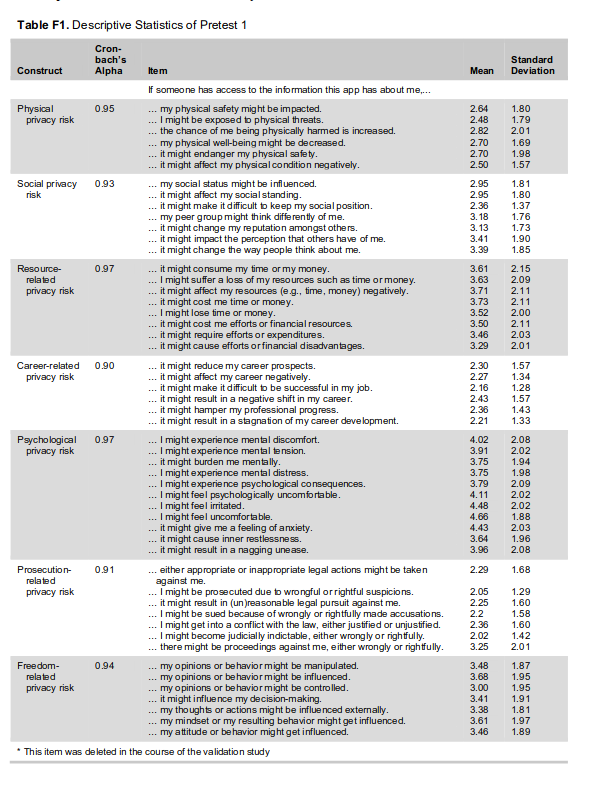 Table F1. Descriptive Statistics of Pretest 1
Construct Cron-bach's Alpha Item Mean Standard Deviation
If someone has access to the information this app has about me,...
Physical privacy risk 0.95 ... my physical safety might be impacted. 2.64 1.80
... I might be exposed to physical threats. 2.48 1.79
... the chance of me being physically harmed is increased. 2.82 2.01
... my physical well-being might be decreased. 2.70 1.69
... it might endanger my physical safety. 2.70 1.98
... it might affect my physical condition negatively. 2.50 1.57
Social privacy risk 0.93 ... my social status might be influenced. 2.95 1.81
... it might affect my social standing. 2.95 1.80
... it might make it difficult to keep my social position. 2.36 1.37
... my peer group might think differently of me. 3.18 1.76
... it might change my reputation amongst others. 3.13 1.73
... it might impact the perception that others have of me. 3.41 1.90
... it might change the way people think about me. 3.39 1.85
Resource-related privacy risk 0.97 ... it might consume my time or my money. 3.61 2.15
... I might suffer a loss of my resources such as time or money. 3.63 2.09
... it might affect my resources (e.g., time, money) negatively. 3.71 2.11
... it might cost me time or money. 3.73 2.11
... I might lose time or money. 3.52 2.00
... it might cost me efforts or financial resources. 3.50 2.11
... it might require efforts or expenditures. 3.46 2.03
... it might cause efforts or financial disadvantages. 3.29 2.01
Career-related privacy risk 0.90 ... it might reduce my career prospects. 2.30 1.57
... it might affect my career negatively. 2.27 1.34
... it might make it difficult to be successful in my job. 2.16 1.28
... it might result in a negative shift in my career. 2.43 1.57
... it might hamper my professional progress. 2.36 1.43
... it might result in a stagnation of my career development. 2.21 1.33
Psychological privacy risk 0.97 ... I might experience mental discomfort. 4.02 2.08
... I might experience mental tension. 3.91 2.02
... it might burden me mentally. 3.75 1.94
... I might experience mental distress. 3.75 1.98
... I might experience psychological consequences. 3.79 2.09
... I might feel psychologically uncomfortable. 4.11 2.02
... I might feel irritated. 4.48 2.02
... I might feel uncomfortable. 4.66 1.88
... it might give me a feeling of anxiety. 4.43 2.03
... it might cause inner restlessness. 3.64 1.96
... it might result in a nagging unease. 3.96 2.08
Prosecution-related privacy risk 0.91 ... either appropriate or inappropriate legal actions might be taken against me. 2.29 1.68
... I might be prosecuted due to wrongful or rightful suspicions. 2.05 1.29
... it might result in (un)reasonable legal pursuit against me. 2.25 1.60
... I might be sued because of wrongly or rightfully made accusations. 2.2 1.58
... I might get into a conflict with the law, either justified or unjustified. 2.36 1.60
... I might become judicially indictable, either wrongly or rightfully. 2.02 1.42
... there might be proceedings against me, either wrongly or rightfully. 3.25 2.01
Freedom-related privacy risk 0.94 ... my opinions or behavior might be manipulated. 3.48 1.87
... my opinions or behavior might be influenced. 3.68 1.95
... my opinions or behavior might be controlled. 3.00 1.95
... it might influence my decision-making. 3.41 1.91
... my thoughts or actions might be influenced externally. 3.38 1.81
... my mindset or my resulting behavior might get influenced. 3.61 1.97
... my attitude or behavior might get influenced. 3.46 1.89
* This item was deleted in the course of the validation study